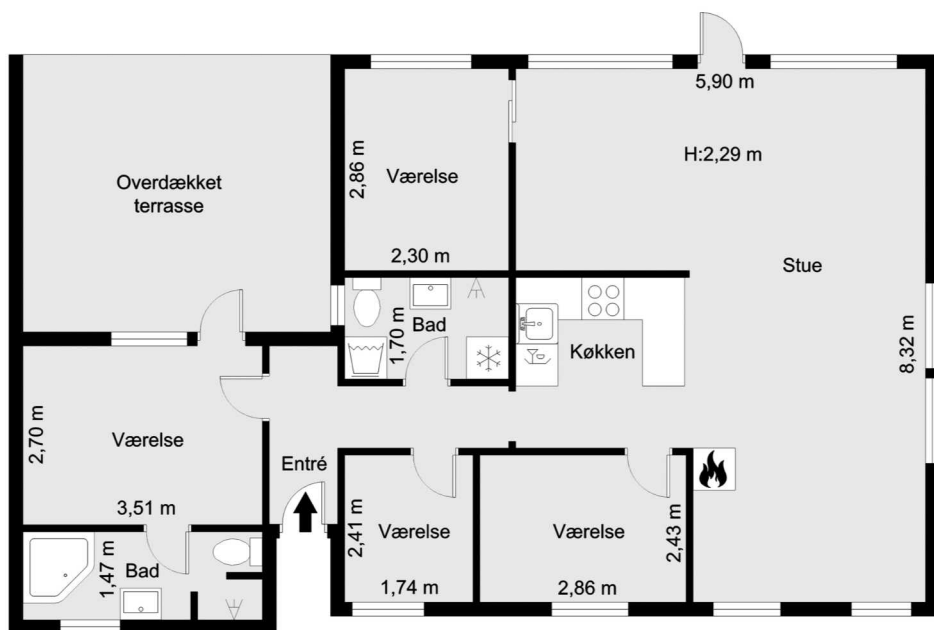 5,90 m
H:2,29 m
2,86 m
Værelse
2,30 m
Overdækket
terrasse
Stue
1,70 m
Bad
Køkken
8,32 m
2,70 m
Værelse
3,51 m
Entré
2,41 m
Værelse
1,74 m
Værelse
2,86 m
2,43 m
1,47 m
Bad